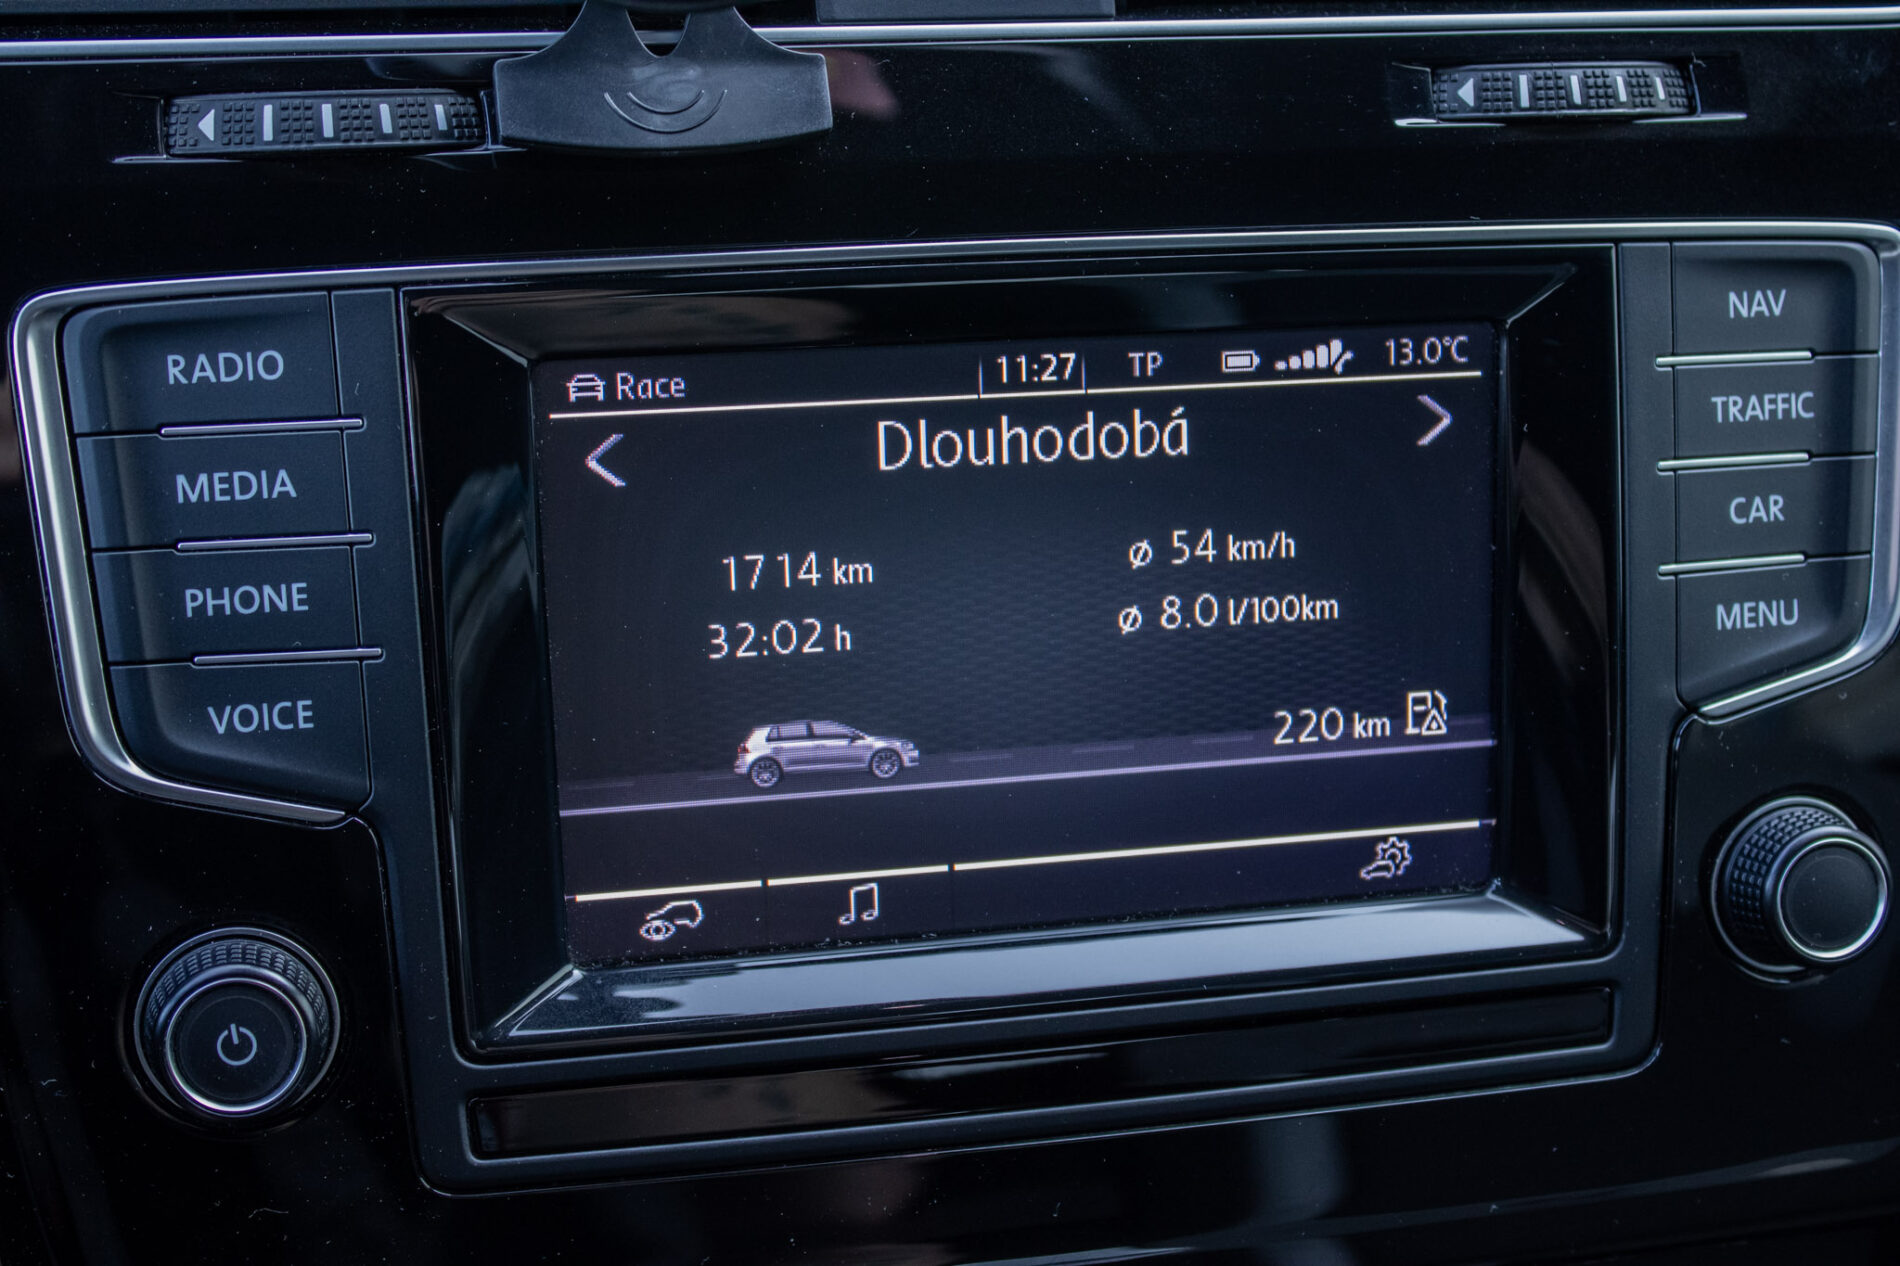 RADIO
MEDIA
PHONE
VOICE
Race 11:27 TP 13.0°C
Dlouhodobá
1714 km ø 54 km/h
32:02 h ø 8.0 l/100km
220 km
NAV
TRAFFIC
CAR
MENU